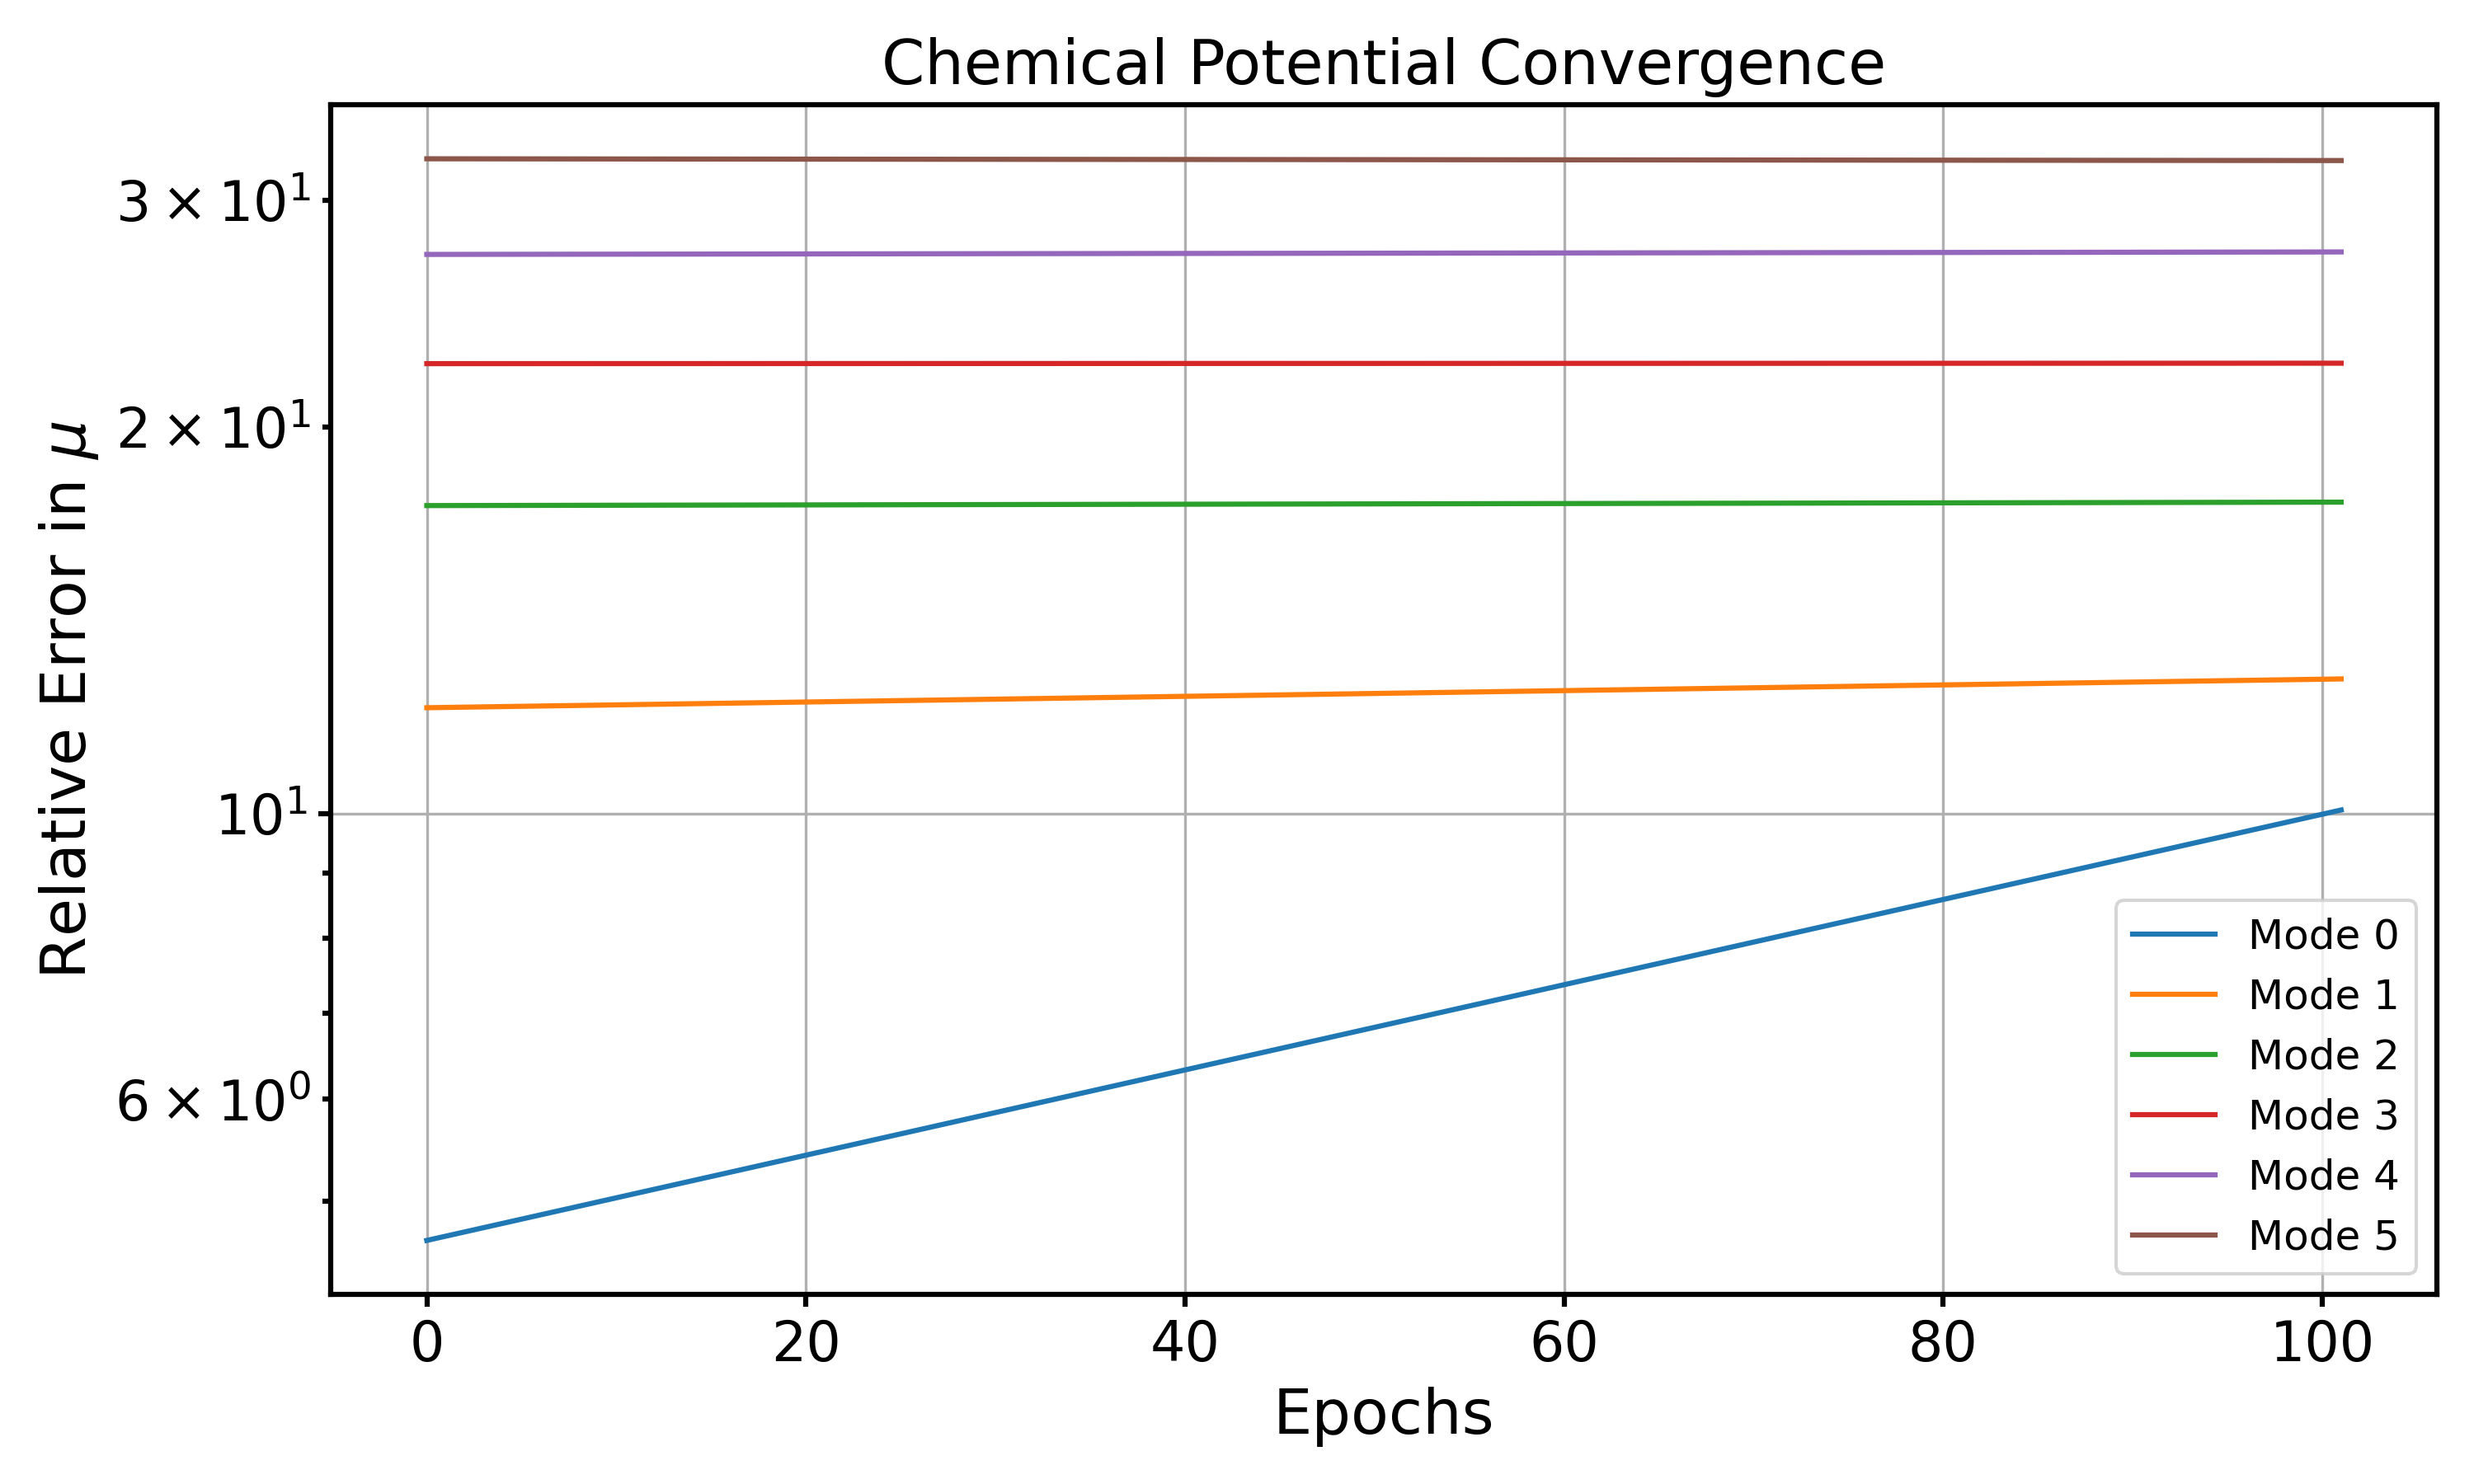 Chemical Potential Convergence
Relative Error in μ
3 × 10¹
2 × 10¹
10¹
6 × 10⁰
0 20 40 60 80 100
Epochs
Mode 0
Mode 1
Mode 2
Mode 3
Mode 4
Mode 5